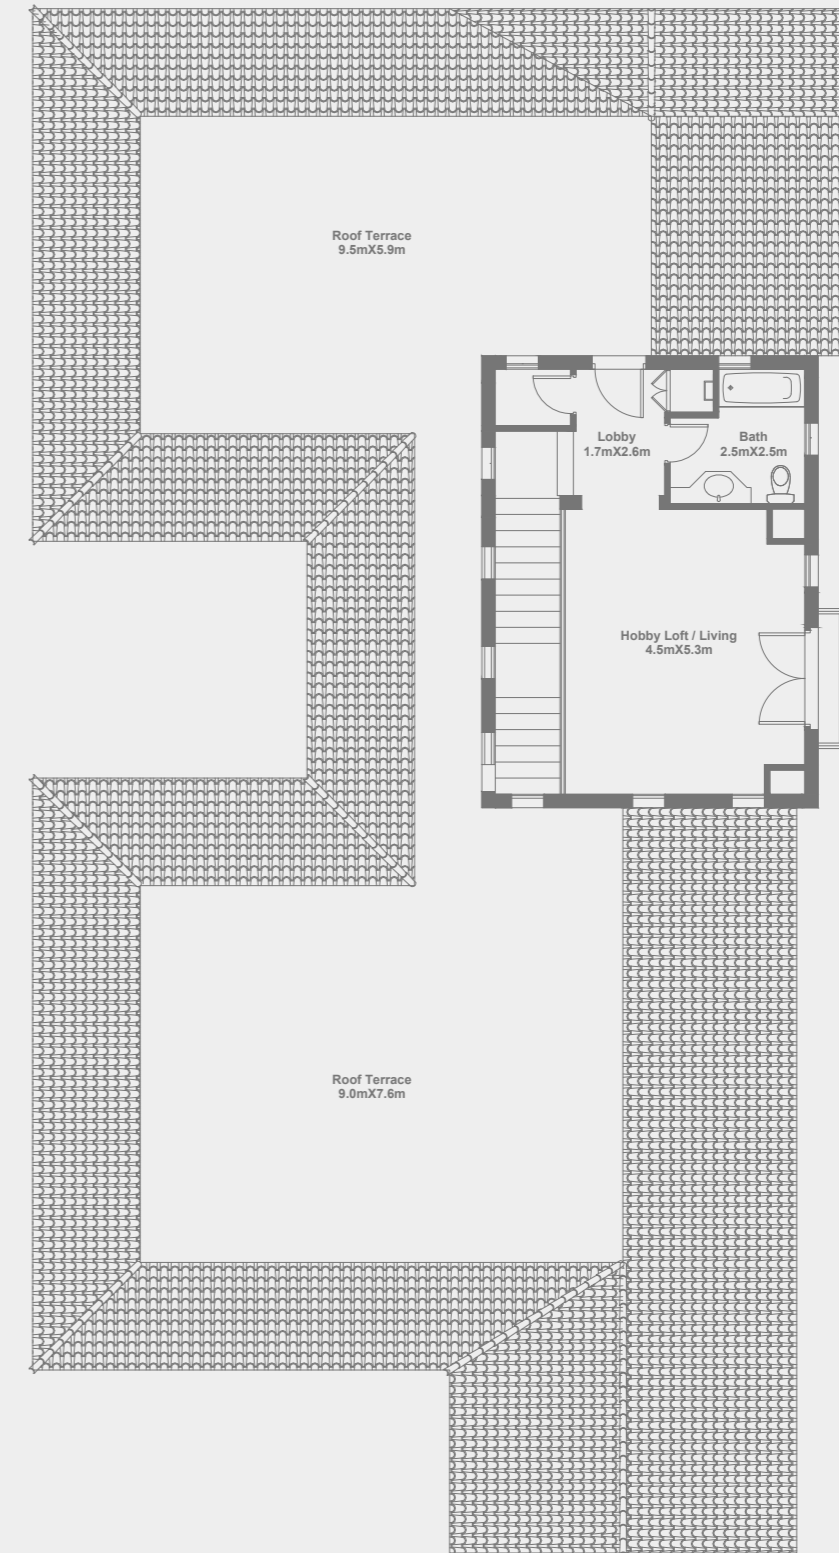 Roof Terrace
9.5mX5.9m
Lobby
1.7mX2.6m
Bath
2.5mX2.5m
Hobby Loft / Living
4.5mX5.3m
Roof Terrace
9.0mX7.6m